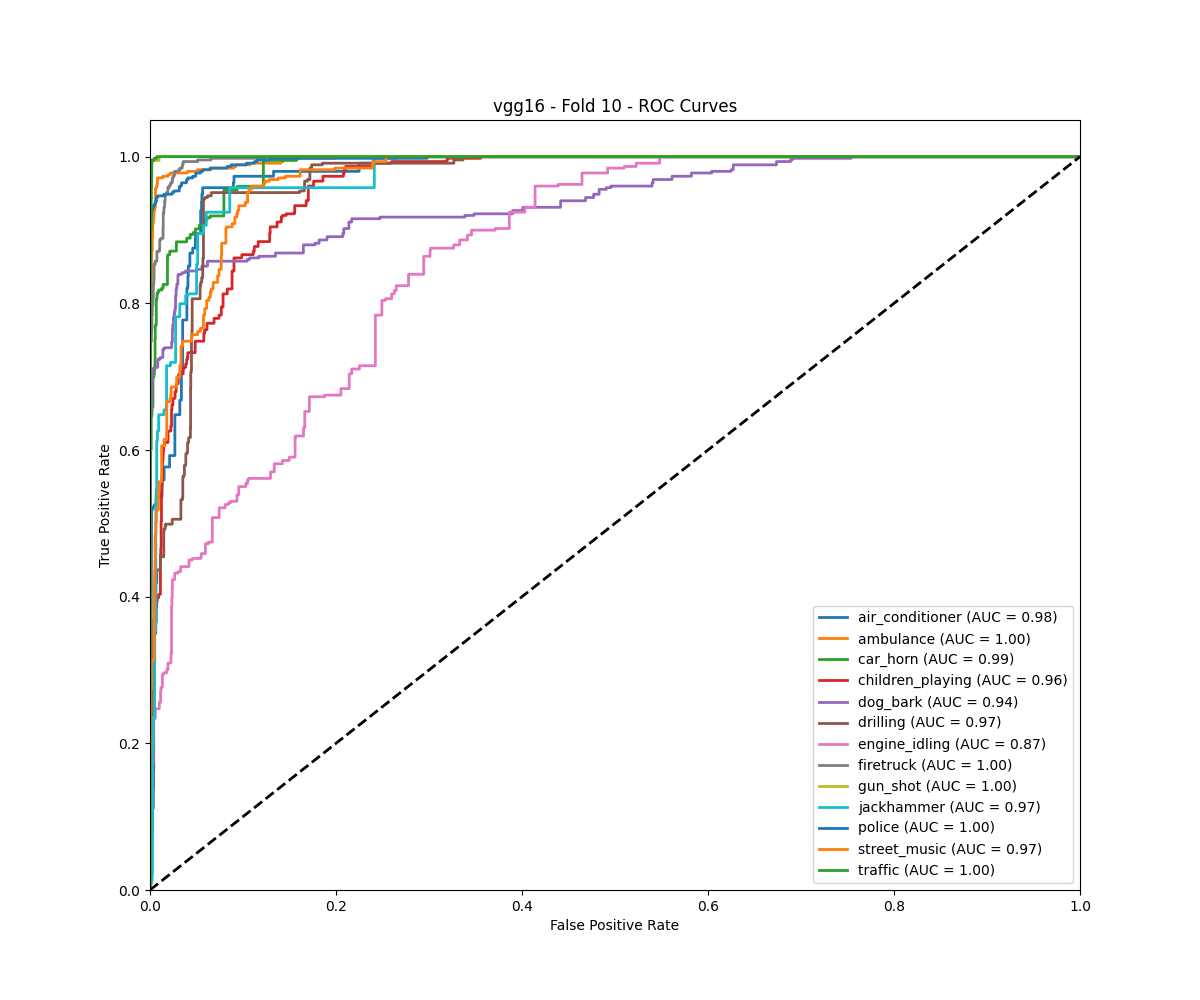 vgg16 - Fold 10 - ROC Curves
1.0
0.8
0.6
0.4
0.2
0.0
True Positive Rate
0.0 0.2 0.4 0.6 0.8 1.0
False Positive Rate
air_conditioner (AUC = 0.98)
ambulance (AUC = 1.00)
car_horn (AUC = 0.99)
children_playing (AUC = 0.96)
dog_bark (AUC = 0.94)
drilling (AUC = 0.97)
engine_idling (AUC = 0.87)
firetruck (AUC = 1.00)
gun_shot (AUC = 1.00)
jackhammer (AUC = 0.97)
police (AUC = 1.00)
street_music (AUC = 0.97)
traffic (AUC = 1.00)